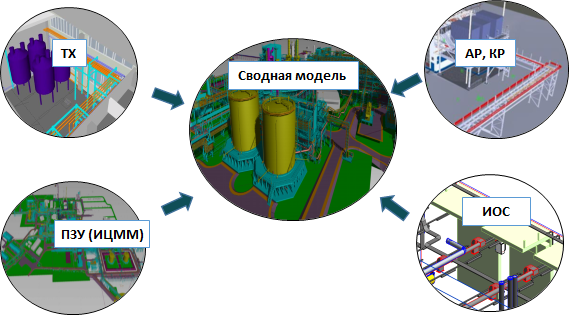 ТХ
Сводная модель
АР, КР
ПЗУ (ИЦММ)
ИОС